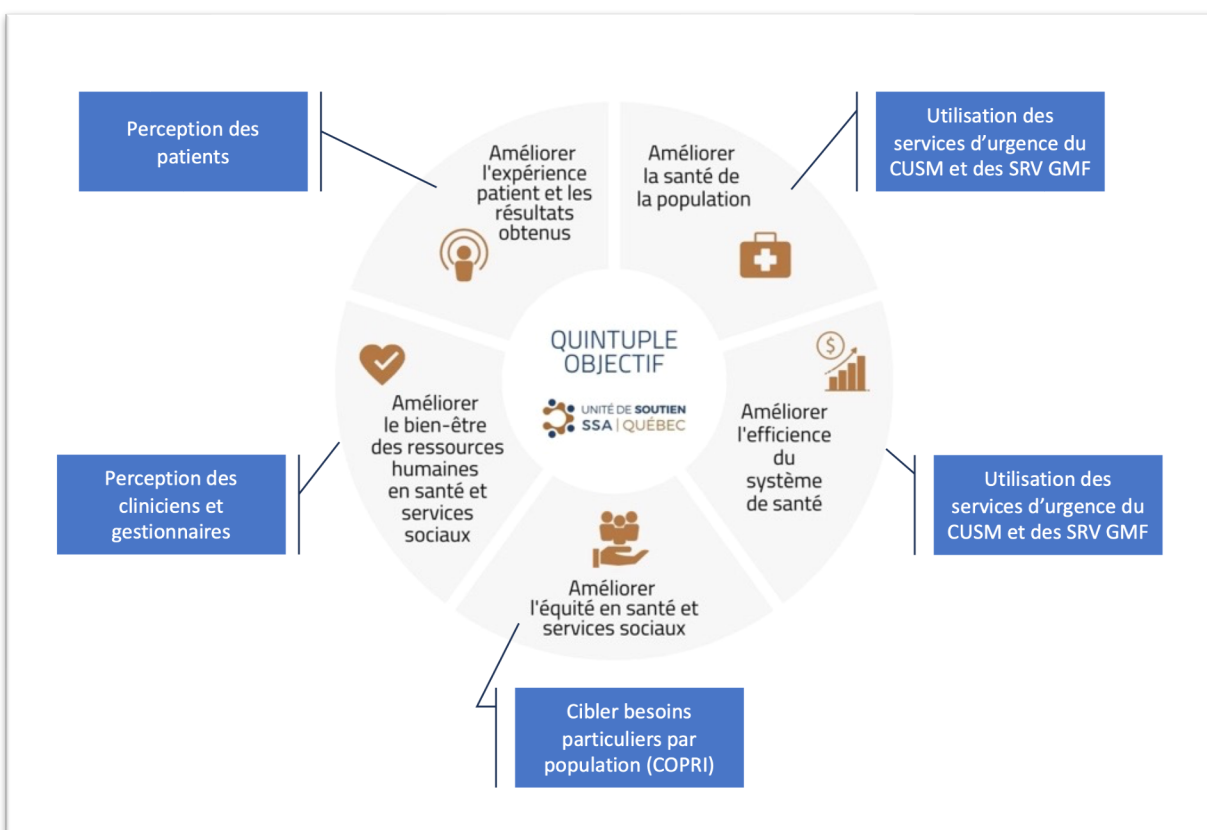 Perception des
patients
Améliorer
l'expérience
patient et les
résultats
obtenus
Améliorer
la santé de
la population
Utilisation des
services d’urgence du
CUSM et des SRV GMF
QUINTUPLE
OBJECTIF
UNITÉ DE SOUTIEN
SSA | QUÉBEC
Améliorer
le bien-être
des ressources
humaines
en santé et
services
sociaux
$
Améliorer
l'efficience
du
système
de santé
Perception des
cliniciens et
gestionnaires
Utilisation des
services d’urgence du
CUSM et des SRV GMF
Améliorer
l'équité en santé et
services sociaux
Cibler besoins
particuliers par
population (COPRI)